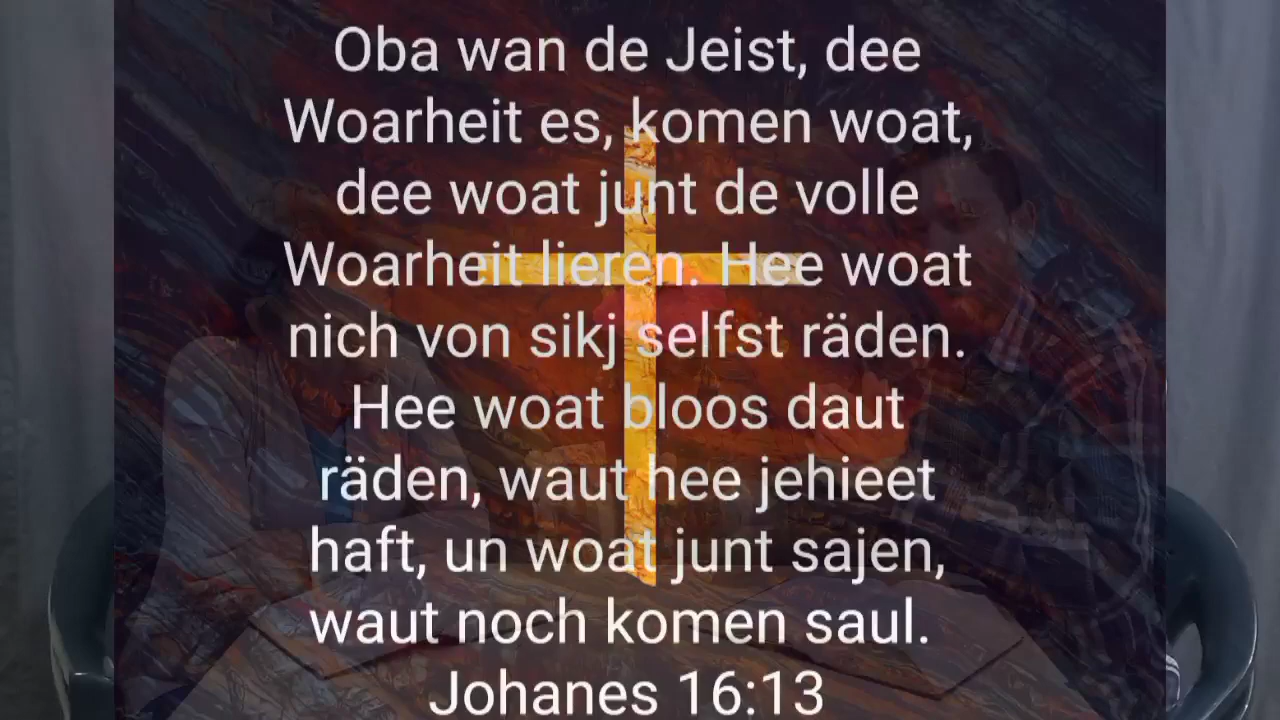 Oba wan de Jeist, dee
Woarheit es, komen woat,
dee woat junt de volle
Woarheit lieren. Hee woat
nich von sikj selfst räden.
Hee woat bloos daut
räden, waut hee jehieet
haft, un woat junt sajen,
waut noch komen saul.
Johanes 16:13